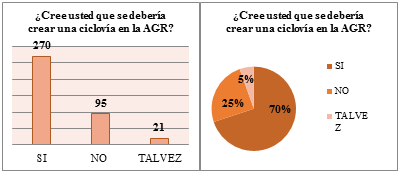 ¿Cree usted que se debería
crear una ciclovía en la AGR?
270
95
21
SI
NO
TALVEZ
¿Cree usted que se debería
crear una ciclovía en la AGR?
5%
25%
70%
SI
NO
TALVE
Z